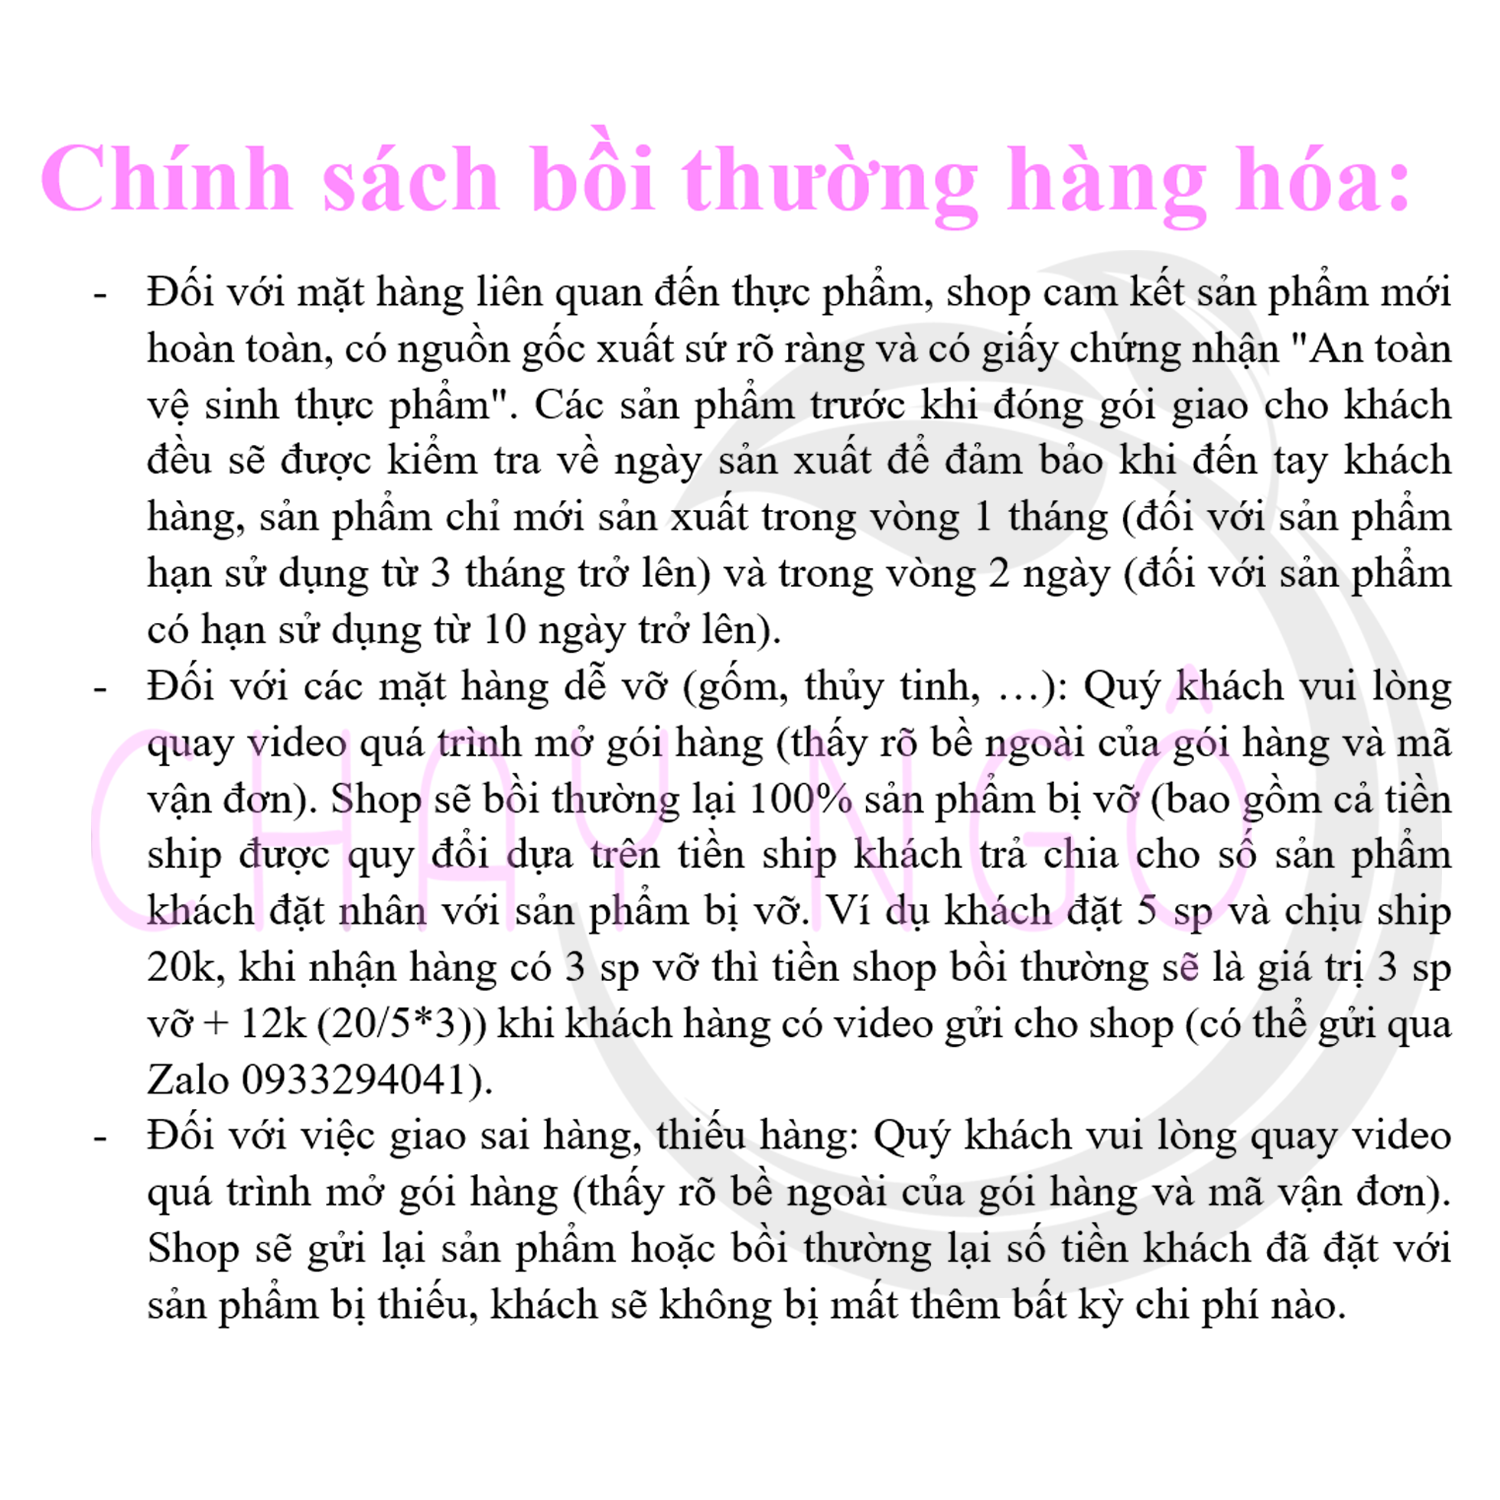 Chính sách bồi thường hàng hóa:
- Đối với mặt hàng liên quan đến thực phẩm, shop cam kết sản phẩm mới
hoàn toàn, có nguồn gốc xuất sứ rõ ràng và có giấy chứng nhận "An toàn
vệ sinh thực phẩm". Các sản phẩm trước khi đóng gói giao cho khách
đều sẽ được kiểm tra về ngày sản xuất để đảm bảo khi đến tay khách
hàng, sản phẩm chỉ mới sản xuất trong vòng 1 tháng (đối với sản phẩm
hạn sử dụng từ 3 tháng trở lên) và trong vòng 2 ngày (đối với sản phẩm
có hạn sử dụng từ 10 ngày trở lên).
- Đối với các mặt hàng dễ vỡ (gốm, thủy tinh, …): Quý khách vui lòng
quay video quá trình mở gói hàng (thấy rõ bề ngoài của gói hàng và mã
vận đơn). Shop sẽ bồi thường lại 100% sản phẩm bị vỡ (bao gồm cả tiền
ship được quy đổi dựa trên tiền ship khách trả chia cho số sản phẩm
khách đặt nhân với sản phẩm bị vỡ. Ví dụ khách đặt 5 sp và chịu ship
20k, khi nhận hàng có 3 sp vỡ thì tiền shop bồi thường sẽ là giá trị 3 sp
vỡ + 12k (20/5*3)) khi khách hàng có video gửi cho shop (có thể gửi qua
Zalo 0933294041).
- Đối với việc giao sai hàng, thiếu hàng: Quý khách vui lòng quay video
quá trình mở gói hàng (thấy rõ bề ngoài của gói hàng và mã vận đơn).
Shop sẽ gửi lại sản phẩm hoặc bồi thường lại số tiền khách đã đặt với
sản phẩm bị thiếu, khách sẽ không bị mất thêm bất kỳ chi phí nào.
CHAY NGÔ